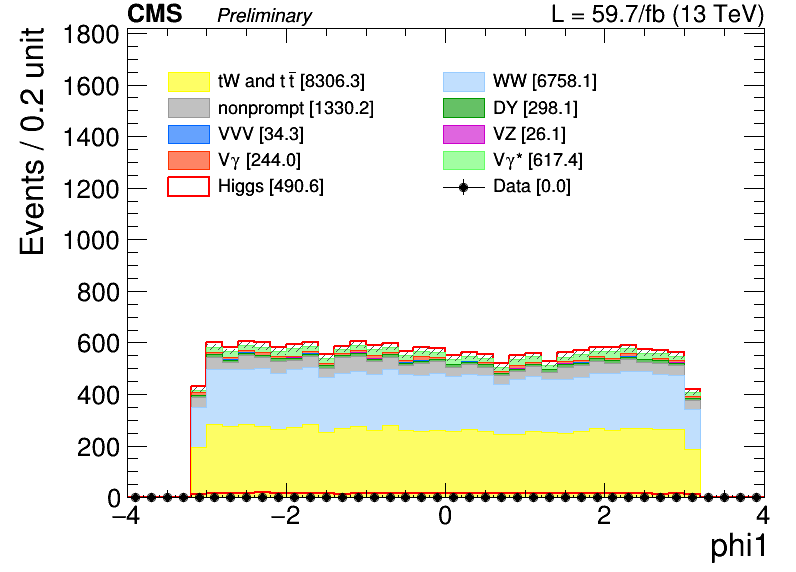 CMS Preliminary L = 59.7/fb (13 TeV)
Events / 0.2 unit
1800
1600
1400
1200
1000
800
600
400
200
0
tW and t t̅ [8306.3] WW [6758.1]
nonprompt [1330.2] DY [298.1]
VVV [34.3] VZ [26.1]
Vγ [244.0] Vγ* [617.4]
Higgs [490.6] Data [0.0]
−4 −2 0 2 4
phi1